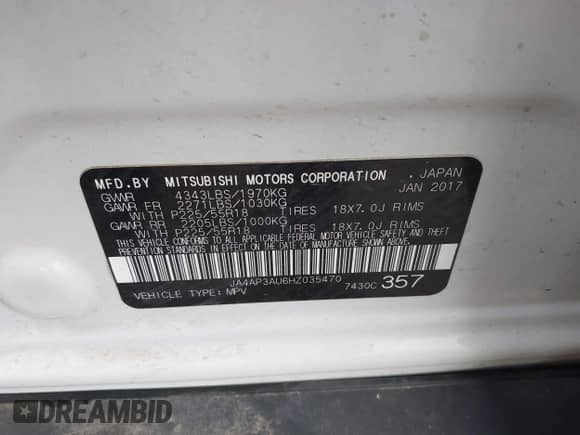 MFD.BY MITSUBISHI MOTORS CORPORATION . JAPAN
GVWR 4343LBS/1970KG JAN 2017
GAWR FR 2271LBS/1030KG
WITH P225/55R18 TIRES 18X7.0J RIMS
GAWR RR 2205LBS/1000KG
WITH P225/55R18 TIRES 18X7.0J RIMS
THIS VEHICLE CONFORMS TO ALL APPLICABLE FEDERAL MOTOR VEHICLE SAFETY AND THEFT
PREVENTION STANDARDS IN EFFECT ON THE DATE OF MANUFACTURE SHOWN ABOVE.
JA4AP3AU6HZ035470
VEHICLE TYPE: MPV 7430C 357
DREAMBID